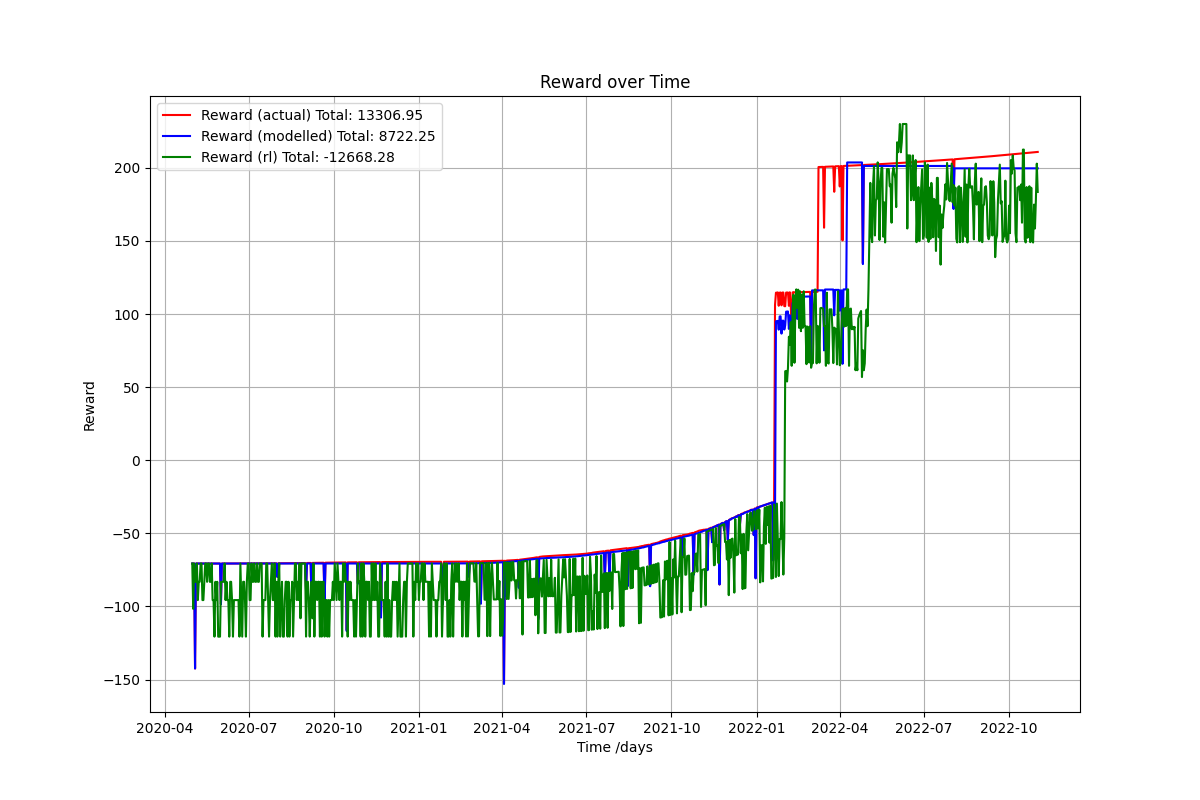 Reward over Time
Reward (actual) Total: 13306.95
Reward (modelled) Total: 8722.25
Reward (rl) Total: -12668.28
Reward
200
150
100
50
0
−50
−100
−150
2020-04 2020-07 2020-10 2021-01 2021-04 2021-07 2021-10 2022-01 2022-04 2022-07 2022-10
Time /days